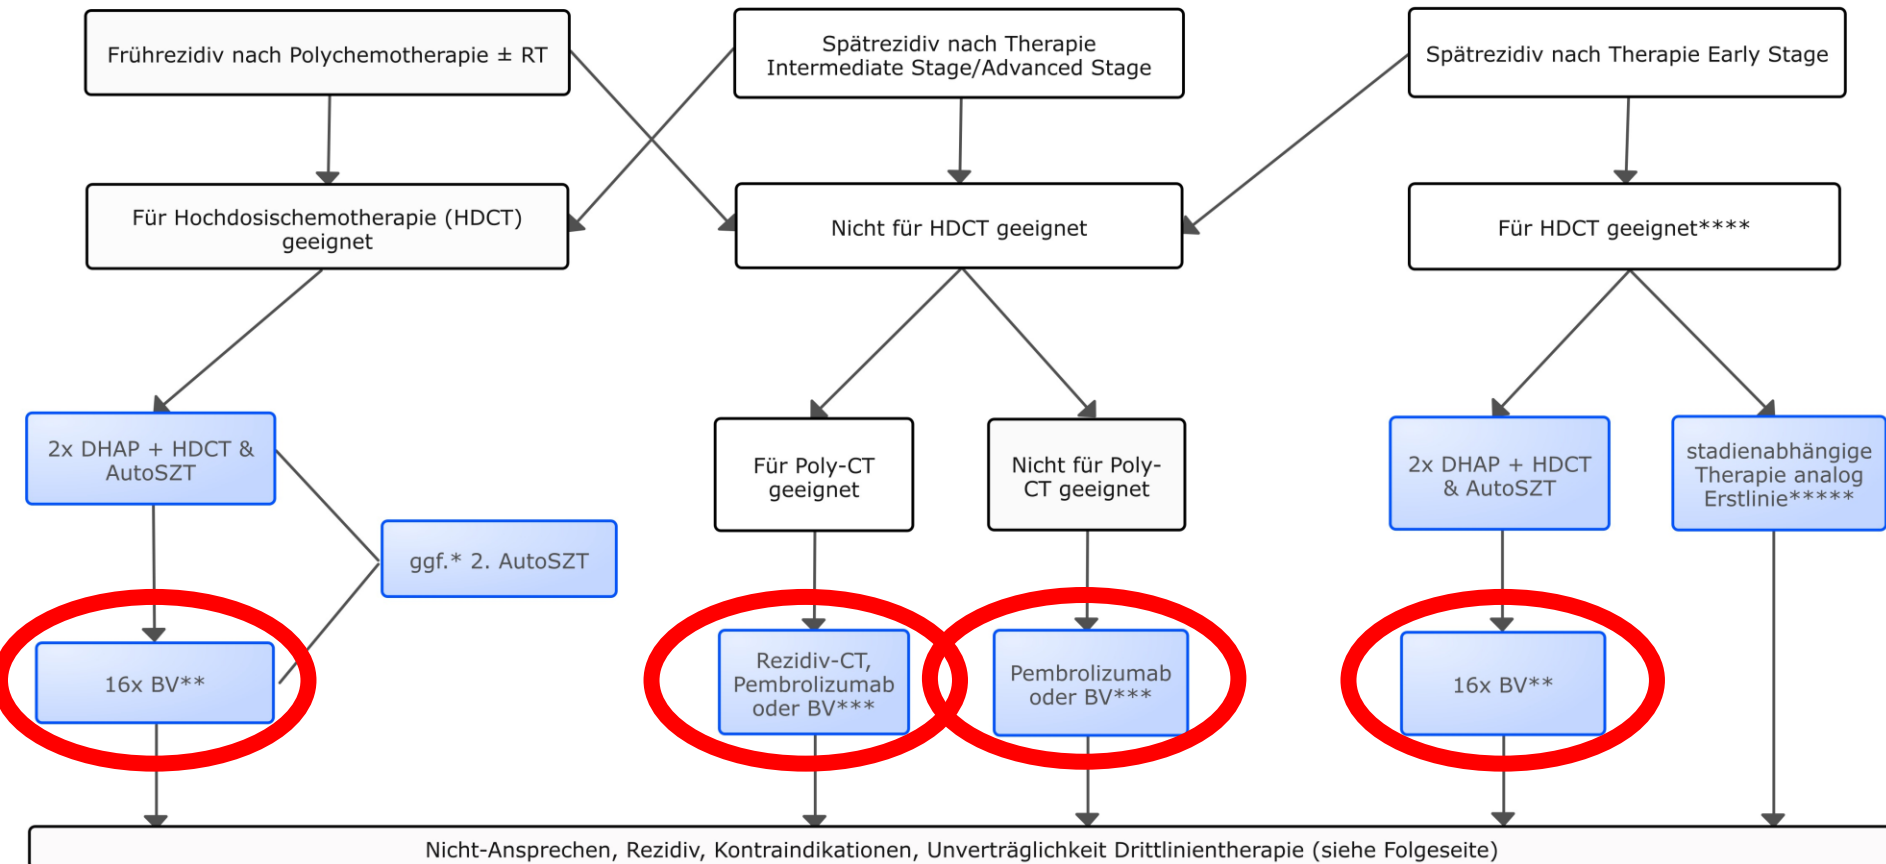 Frührezidiv nach Polychemotherapie ± RT
Spätrezidiv nach Therapie
Intermediate Stage/Advanced Stage
Spätrezidiv nach Therapie Early Stage
Für Hochdosischemotherapie (HDCT)
geeignet
Nicht für HDCT geeignet
Für HDCT geeignet****
2x DHAP + HDCT &
AutoSZT
ggf.* 2. AutoSZT
Für Poly-CT
geeignet
Nicht für Poly-
CT geeignet
2x DHAP + HDCT
& AutoSZT
stadienabhängige
Therapie analog
Erstlinie*****
16x BV**
Rezidiv-CT,
Pembrolizumab
oder BV***
Pembrolizumab
oder BV***
16x BV**
Nicht-Ansprechen, Rezidiv, Kontraindikationen, Unverträglichkeit Drittlinientherapie (siehe Folgeseite)